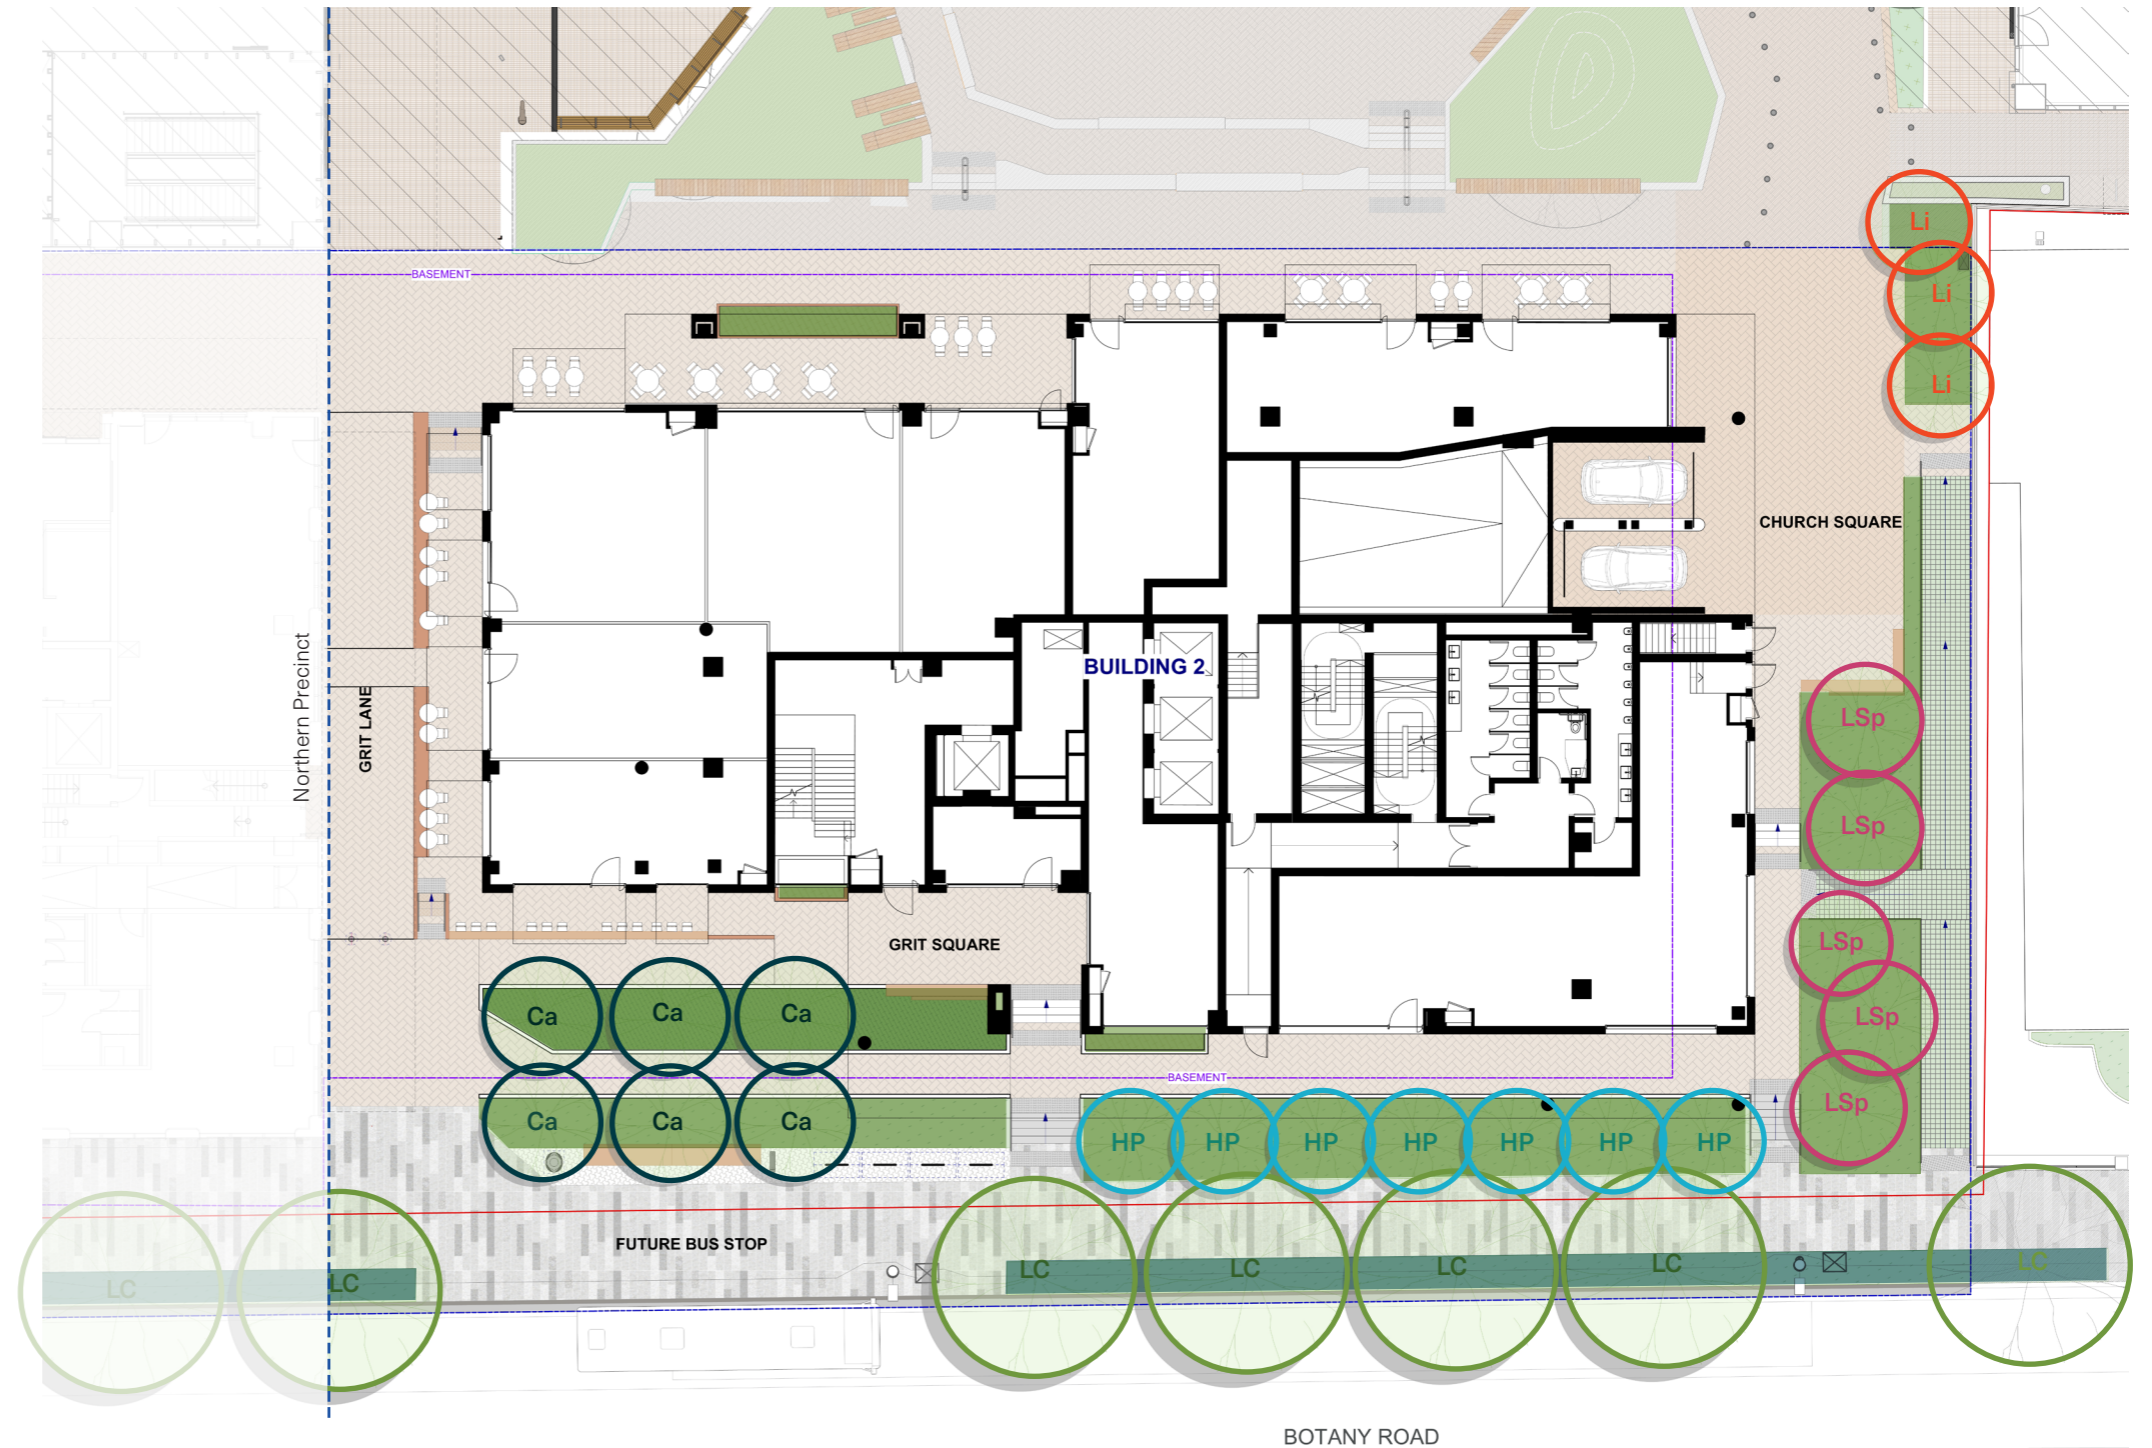 Li
BASEMENT
Li
Li
CHURCH SQUARE
Northern Precinct
GRIT LANE
BUILDING 2
LSp
LSp
GRIT SQUARE
LSp
Ca
Ca
Ca
LSp
BASEMENT
LSp
Ca
Ca
Ca
HP
HP
HP
HP
HP
HP
HP
FUTURE BUS STOP
LC
LC
LC
LC
LC
LC
LC
BOTANY ROAD